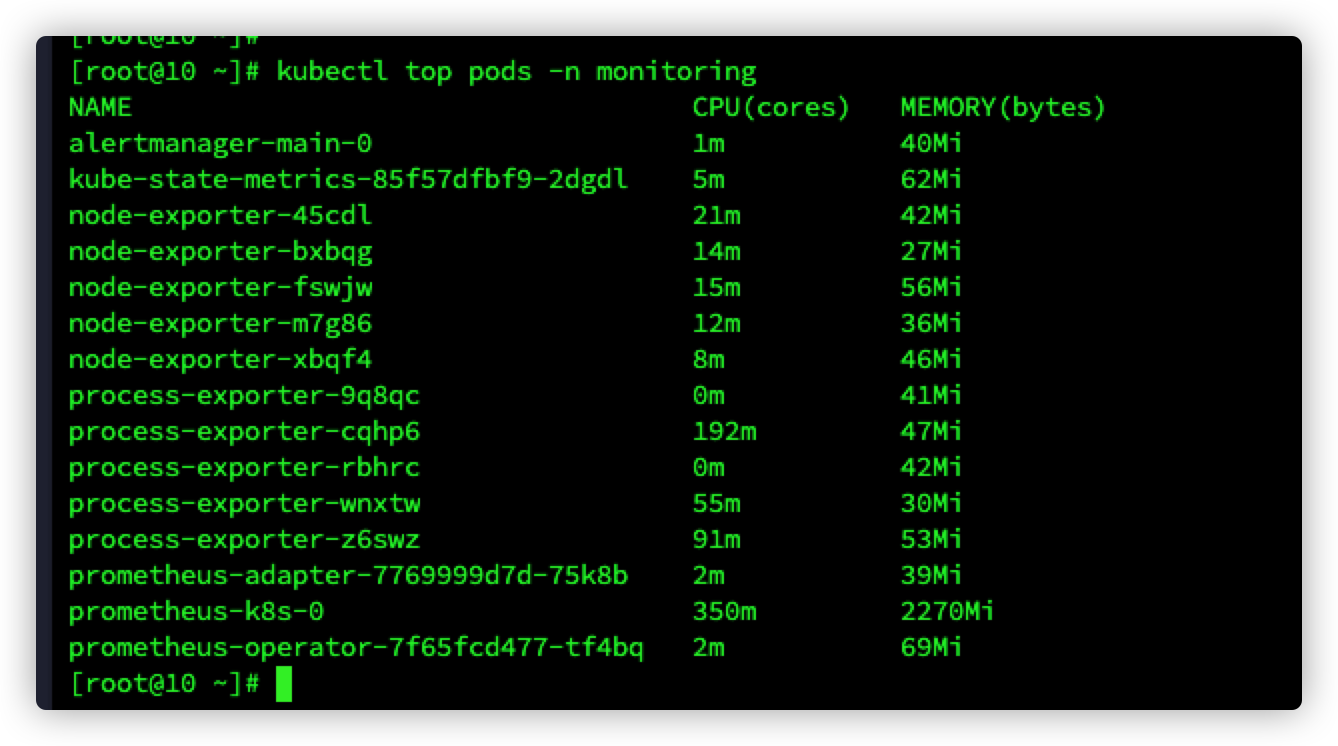 [root@10 ~]#
[root@10 ~]# kubectl top pods -n monitoring
NAME CPU(cores) MEMORY(bytes)
alertmanager-main-0 1m 40Mi
kube-state-metrics-85f57dfbf9-2dgdl 5m 62Mi
node-exporter-45cdl 21m 42Mi
node-exporter-bxbqg 14m 27Mi
node-exporter-fswjw 15m 56Mi
node-exporter-m7g86 12m 36Mi
node-exporter-xbqf4 8m 46Mi
process-exporter-9q8qc 0m 41Mi
process-exporter-cqhp6 192m 47Mi
process-exporter-rbhrc 0m 42Mi
process-exporter-wnxtw 55m 30Mi
process-exporter-z6swz 91m 53Mi
prometheus-adapter-7769999d7d-75k8b 2m 39Mi
prometheus-k8s-0 350m 2270Mi
prometheus-operator-7f65fcd477-tf4bq 2m 69Mi
[root@10 ~]#